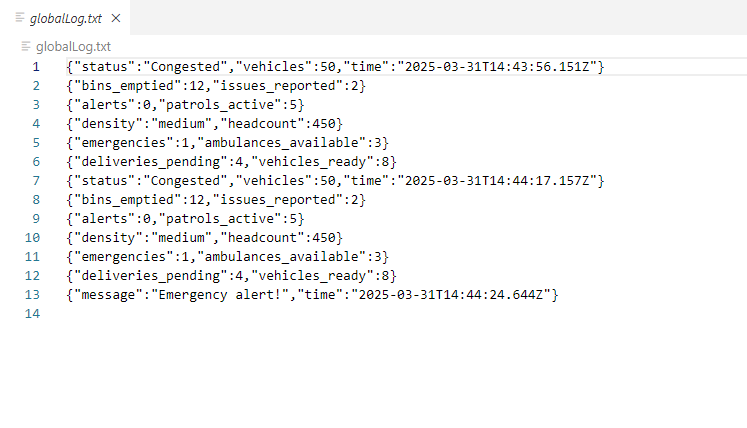 globalLog.txt ×
globalLog.txt
1 {"status":"Congested","vehicles":50,"time":"2025-03-31T14:43:56.151Z"}
2 {"bins_emptied":12,"issues_reported":2}
3 {"alerts":0,"patrols_active":5}
4 {"density":"medium","headcount":450}
5 {"emergencies":1,"ambulances_available":3}
6 {"deliveries_pending":4,"vehicles_ready":8}
7 {"status":"Congested","vehicles":50,"time":"2025-03-31T14:44:17.157Z"}
8 {"bins_emptied":12,"issues_reported":2}
9 {"alerts":0,"patrols_active":5}
10 {"density":"medium","headcount":450}
11 {"emergencies":1,"ambulances_available":3}
12 {"deliveries_pending":4,"vehicles_ready":8}
13 {"message":"Emergency alert!","time":"2025-03-31T14:44:24.644Z"}
14